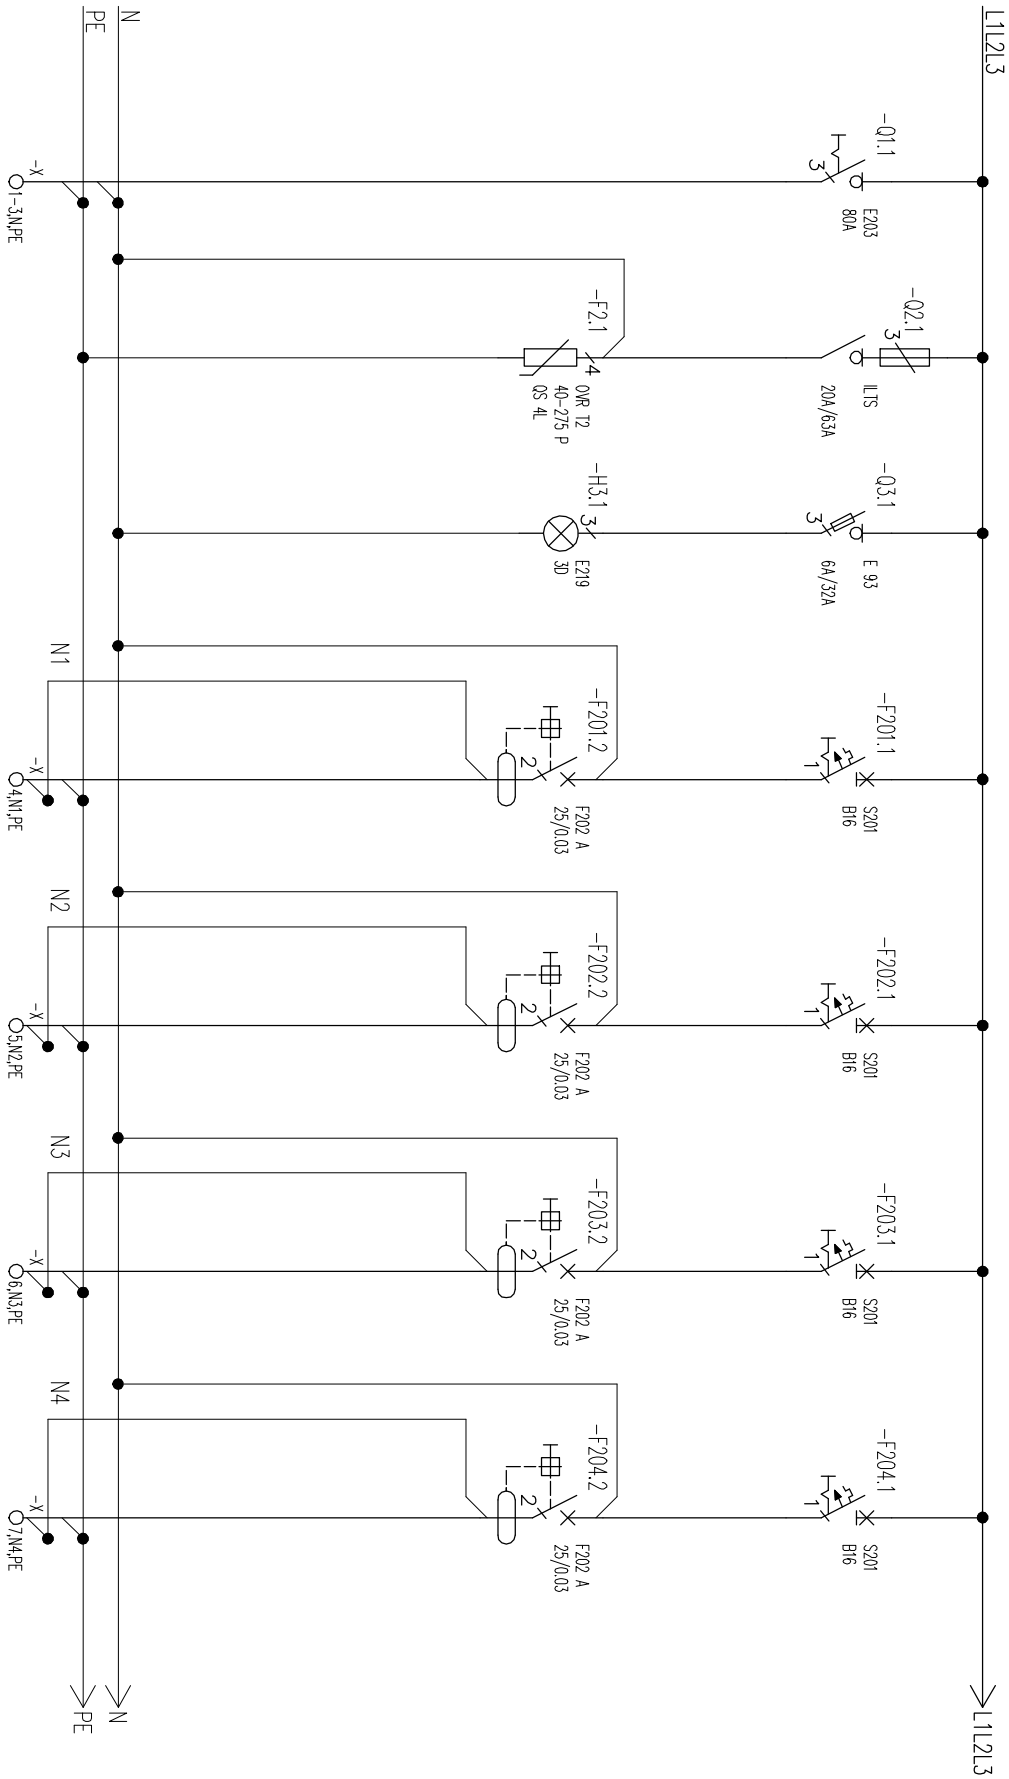 L1L2L3
-Q1.1
3
E203
80A
-Q2.1
3
ILTS
20A/63A
-Q3.1
3
E 93
6A/32A
-F201.1
1
S201
B16
-F202.1
1
S201
B16
-F203.1
1
S201
B16
-F204.1
1
S201
B16
L1L2L3
-F2.1
4
OVR T2
40-275 P
QS 4L
-H3.1
3
E219
3D
-F201.2
2
F202 A
25/0.03
-F202.2
2
F202 A
25/0.03
-F203.2
2
F202 A
25/0.03
-F204.2
2
F202 A
25/0.03
N
N
PE
PE
N1
N2
N3
N4
-X
1-3,N,PE
-X
4,N1,PE
-X
5,N2,PE
-X
6,N3,PE
-X
7,N4,PE